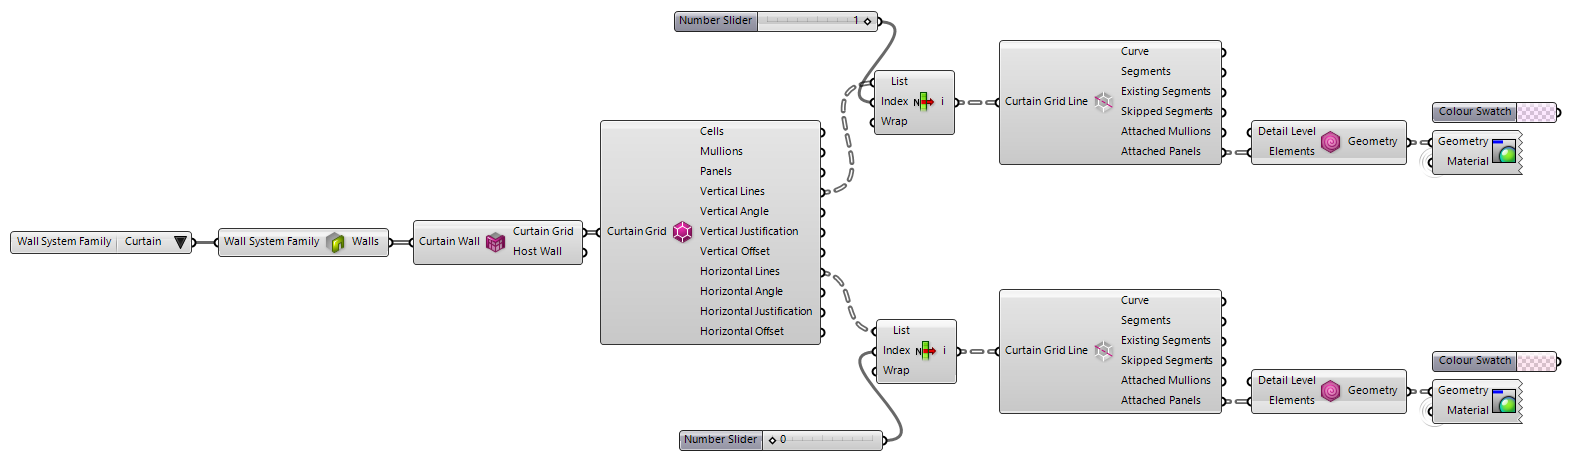 Wall System Family Curtain
Wall System Family Walls
Curtain Wall Curtain Grid
Host Wall
Curtain Grid
Cells
Mullions
Panels
Vertical Lines
Vertical Angle
Vertical Justification
Vertical Offset
Horizontal Lines
Horizontal Angle
Horizontal Justification
Horizontal Offset
Number Slider 1
List
Index N i
Wrap
Curtain Grid Line
Curve
Segments
Existing Segments
Skipped Segments
Attached Mullions
Attached Panels
Detail Level
Elements
Geometry
Colour Swatch
Geometry
Material
Number Slider 0
List
Index N i
Wrap
Curtain Grid Line
Curve
Segments
Existing Segments
Skipped Segments
Attached Mullions
Attached Panels
Detail Level
Elements
Geometry
Colour Swatch
Geometry
Material